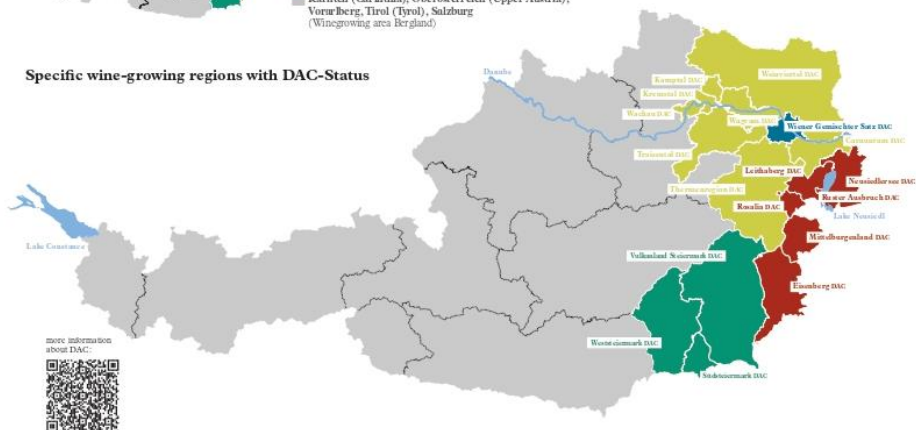 Kärnten (Carinthia), Oberösterreich (Upper Austria),
Vorarlberg, Tirol (Tyrol), Salzburg
(Winegrowing area Bergland)
Specific wine-growing regions with DAC-Status
Danube
Weinviertel DAC
Kamptal DAC
Kremstal DAC
Wachau DAC
Wagram DAC
Wiener Gemischter Satz DAC
Carnuntum DAC
Traisental DAC
Leithaberg DAC
Neusiedlersee DAC
Thermenregion DAC
Ruster Ausbruch DAC
Rosalia DAC
Lake Neusiedl
Mittelburgenland DAC
Lake Constance
Vulkanland Steiermark DAC
Eisenberg DAC
Weststeiermark DAC
Südsteiermark DAC
more information
about DAC: